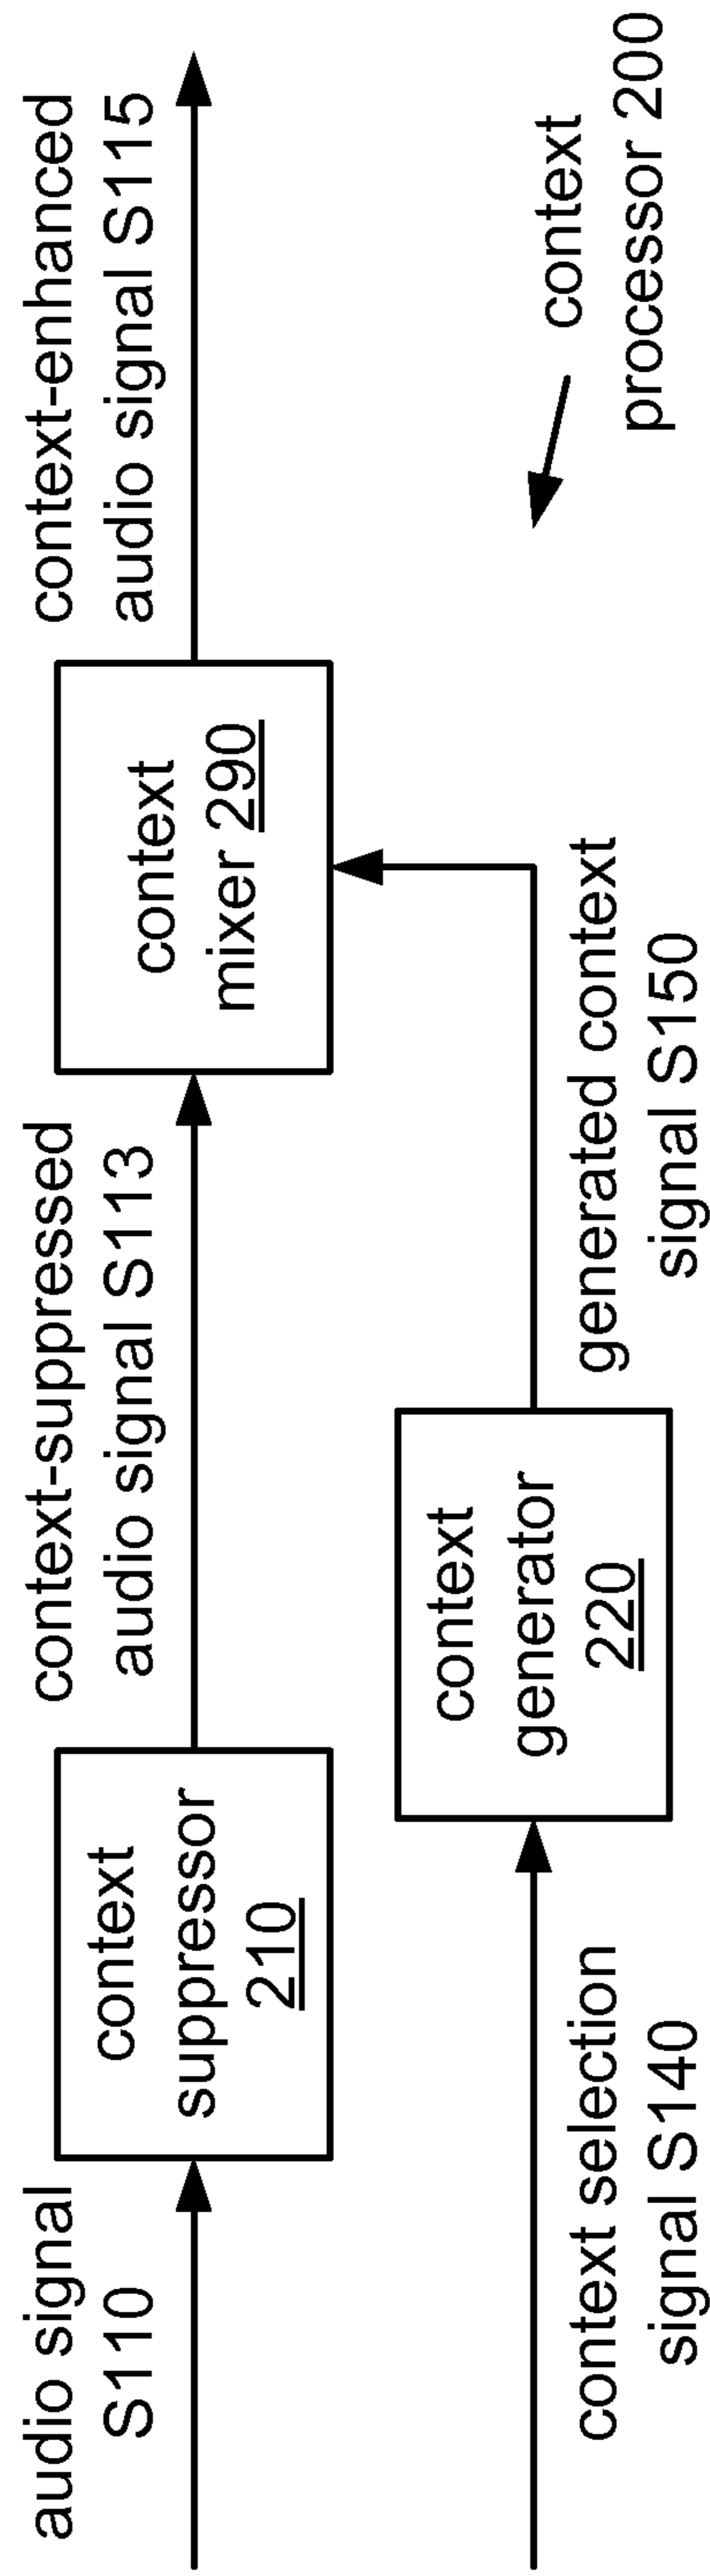 audio signal
S110
context
suppressor
210
context-suppressed
audio signal S113
context
mixer 290
context-enhanced
audio signal S115
context selection
signal S140
context
generator
220
generated context
signal S150
context
processor 200